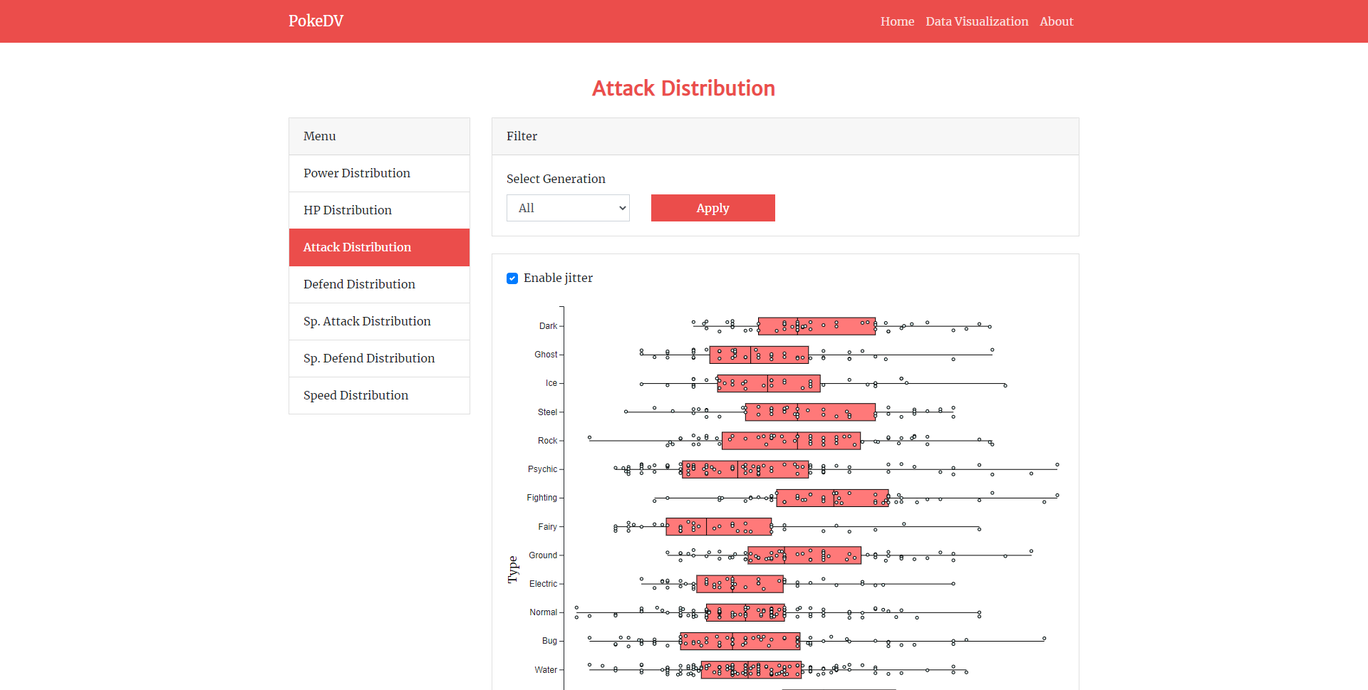 PokeDV
Home Data Visualization About
Attack Distribution
Menu
Power Distribution
HP Distribution
Attack Distribution
Defend Distribution
Sp. Attack Distribution
Sp. Defend Distribution
Speed Distribution
Filter
Select Generation
All
Apply
Enable jitter
Type
Dark
Ghost
Ice
Steel
Rock
Psychic
Fighting
Fairy
Ground
Electric
Normal
Bug
Water